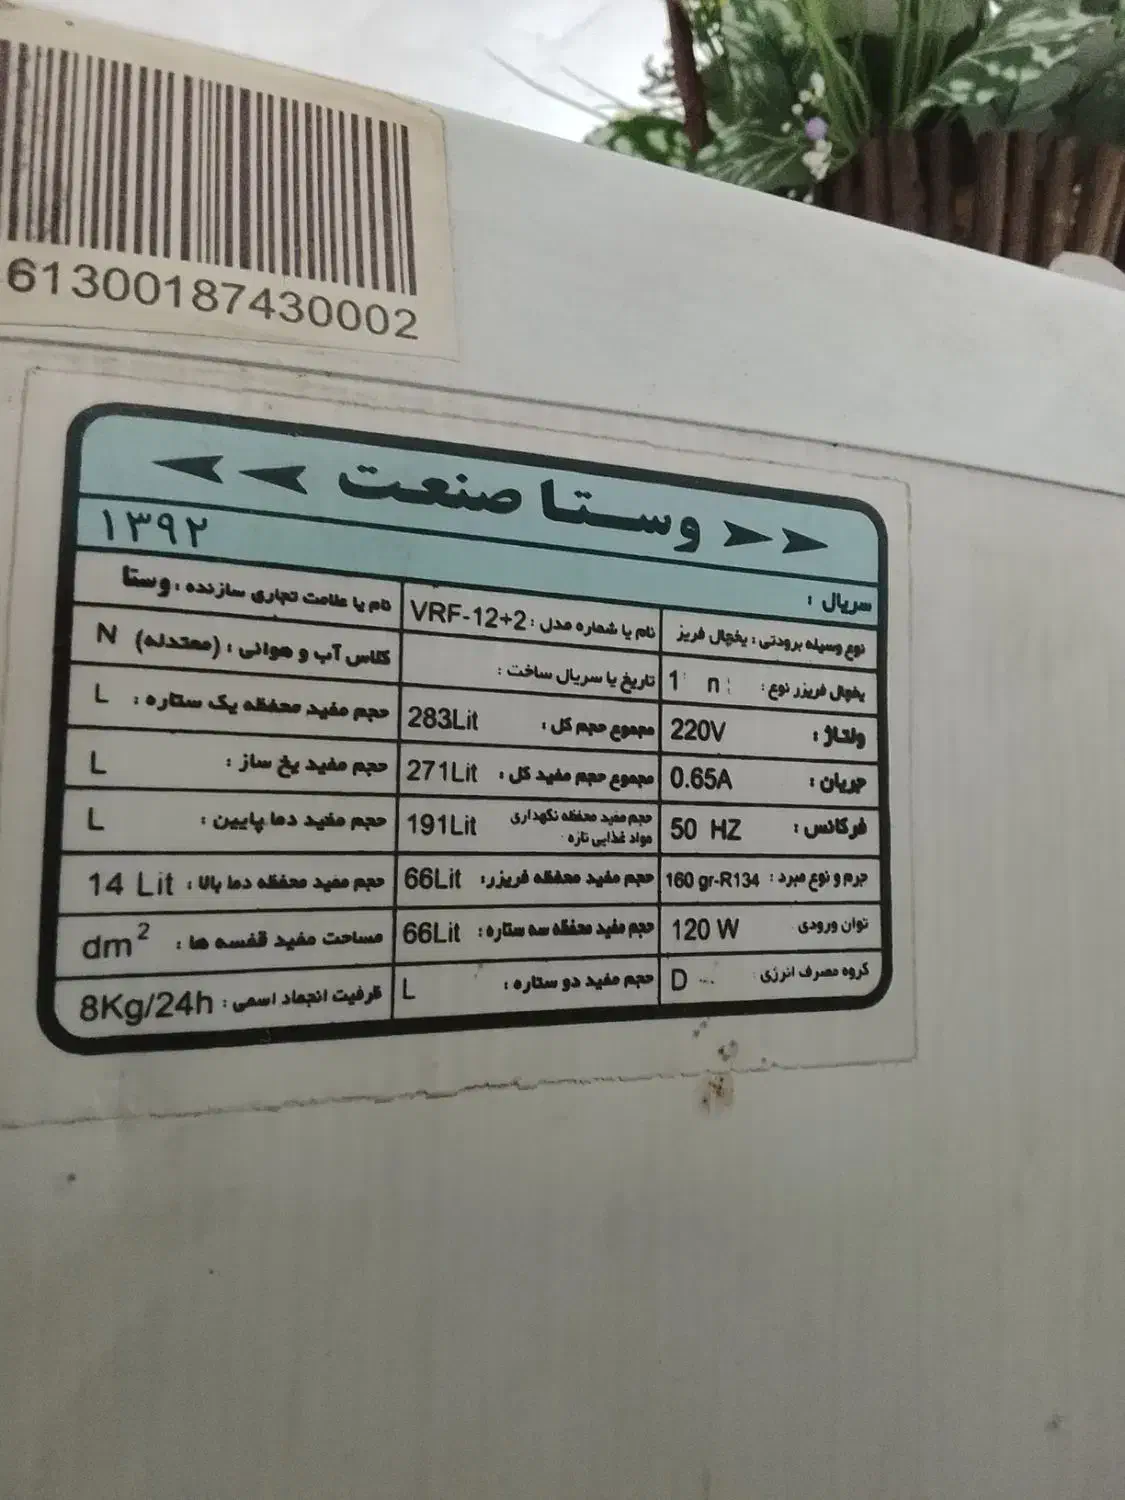 61300187430002
وستا صنعت
۱۳۹۲
سریال :
نوع وسیله برودتی : یخچال فریز
نام یا شماره مدل : VRF-12+2
نام یا علامت تجاری سازنده : وستا
یخچال فریزر نوع :
تاریخ یا سریال ساخت :
کلاس آب و هوائی : (معتدله) N
ولتاژ : 220V
مجموع حجم کل : 283Lit
حجم مفید محفظه یک ستاره : L
جریان : 0.65A
مجموع حجم مفید کل : 271Lit
حجم مفید یخ ساز : L
فرکانس : 50 HZ
حجم مفید محفظه نگهداری مواد غذایی تازه : 191Lit
حجم مفید دما پایین : L
جرم و نوع مبرد : 160 gr-R134
حجم مفید محفظه فریزر : 66Lit
حجم مفید محفظه دما بالا : 14 Lit
توان ورودی 120 W
حجم مفید محفظه سه ستاره : 66Lit
مساحت مفید قفسه ها : dm²
گروه مصرف انرژی : D
حجم مفید دو ستاره : L
ظرفیت انجماد اسمی : 8Kg/24h